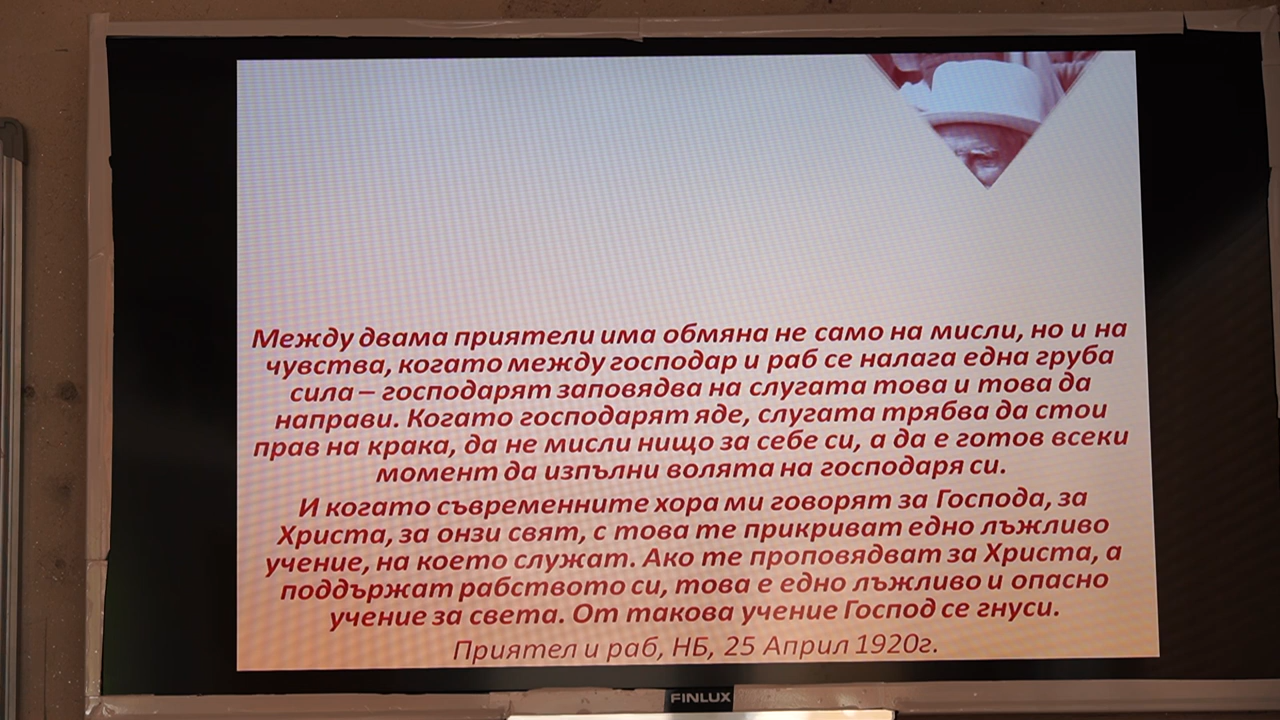 Между двама приятели има обмяна не само на мисли, но и на
чувства, когато между господар и раб се налага една груба
сила – господарят заповядва на слугата това и това да
направи. Когато господарят яде, слугата трябва да стои
прав на крака, да не мисли нищо за себе си, а да е готов всеки
момент да изпълни волята на господаря си.
И когато съвременните хора ми говорят за Господа, за
Христа, за онзи свят, с това те прикриват едно лъжливо
учение, на което служат. Ако те проповядват за Христа, а
поддържат рабството си, това е едно лъжливо и опасно
учение за света. От такова учение Господ се гнуси.
Приятел и раб, НБ, 25 Април 1920г.
FINLUX